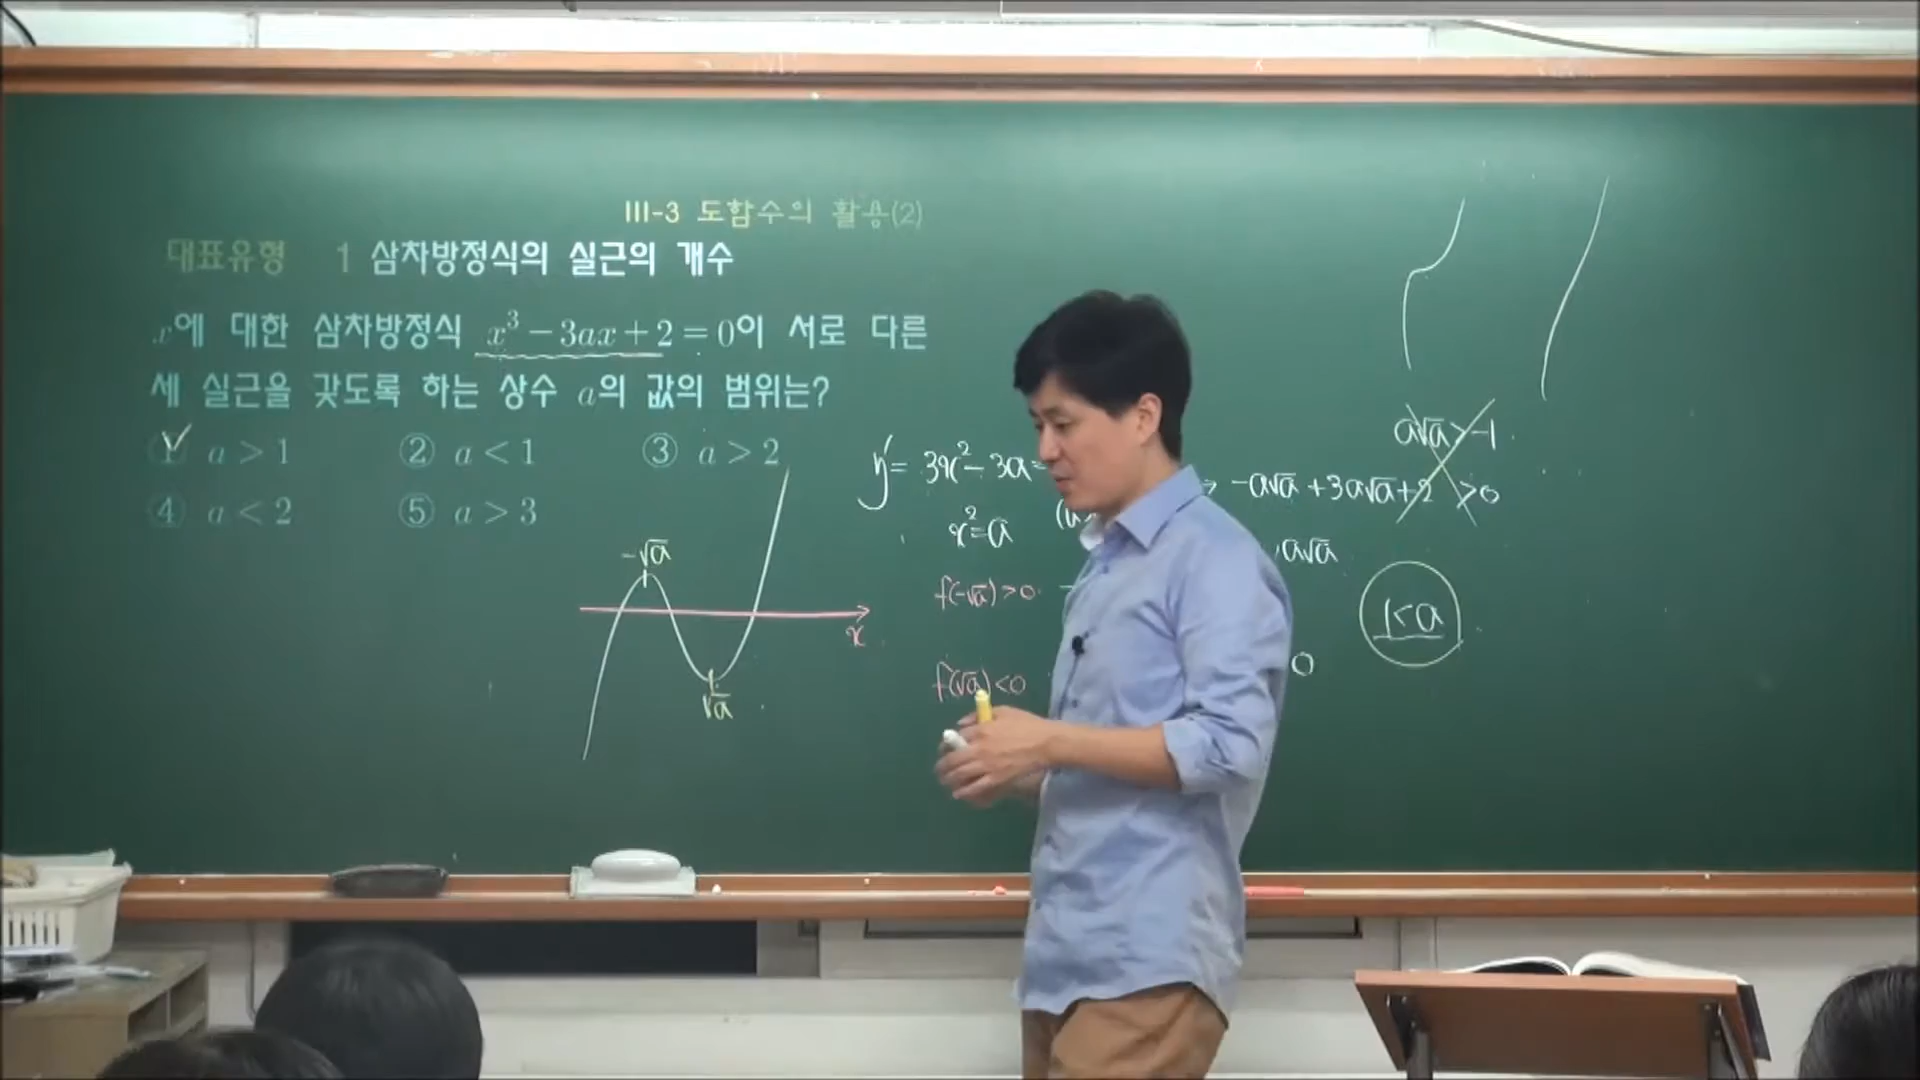 III-3 도함수의 활용(2)
대표유형 1 삼차방정식의 실근의 개수
x에 대한 삼차방정식 x³ − 3ax + 2 = 0이 서로 다른
세 실근을 갖도록 하는 상수 a의 값의 범위는?
① a > 1 ② a < 1 ③ a > 2
④ a < 2 ⑤ a > 3
-√a
x
√a
y' = 3x² - 3a =
x² = a
f(-√a) > 0
f(√a) < 0
a√a > -1
-a√a + 3a√a + 2 > 0
a√a
1 < a
0